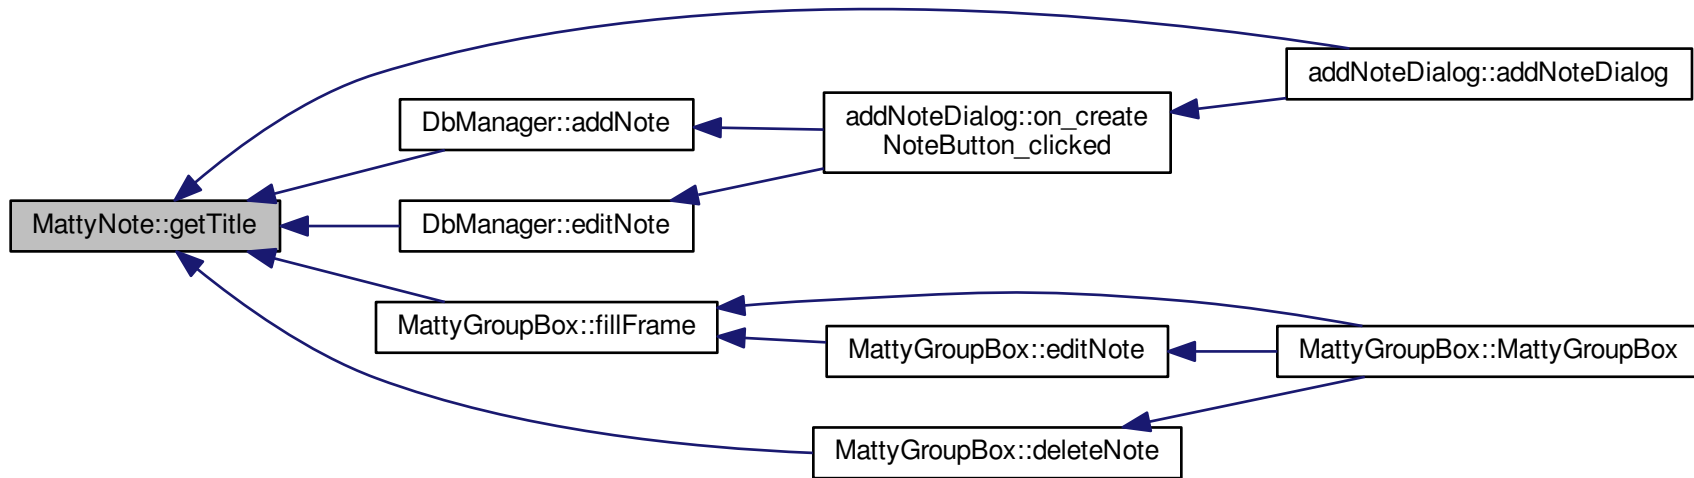 addNoteDialog::addNoteDialog
DbManager::addNote
addNoteDialog::on_create
NoteButton_clicked
MattyNote::getTitle
DbManager::editNote
MattyGroupBox::fillFrame
MattyGroupBox::editNote
MattyGroupBox::MattyGroupBox
MattyGroupBox::deleteNote